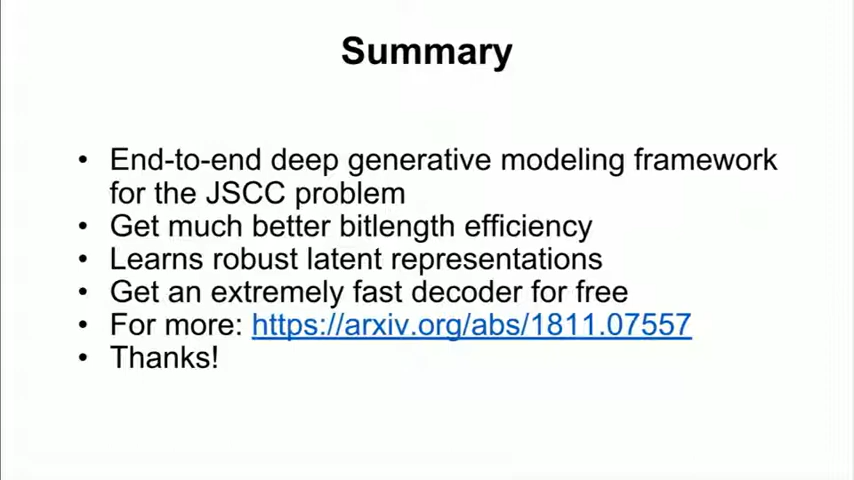 Summary
• End-to-end deep generative modeling framework
for the JSCC problem
• Get much better bitlength efficiency
• Learns robust latent representations
• Get an extremely fast decoder for free
• For more: https://arxiv.org/abs/1811.07557
• Thanks!